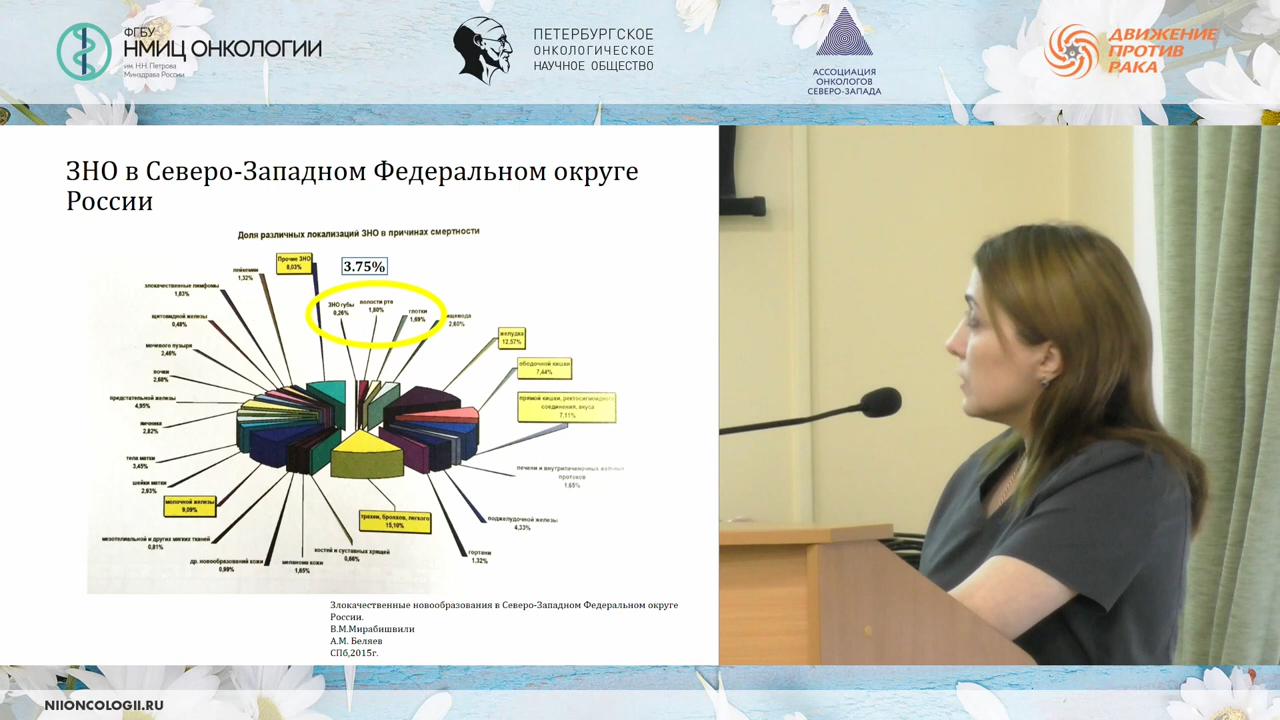 ФГБУ
НМИЦ ОНКОЛОГИИ
им. Н.Н. Петрова
Минздрава России
ПЕТЕРБУРГСКОЕ
ОНКОЛОГИЧЕСКОЕ
НАУЧНОЕ ОБЩЕСТВО
АССОЦИАЦИЯ
ОНКОЛОГОВ
СЕВЕРО-ЗАПАДА
ДВИЖЕНИЕ
ПРОТИВ
РАКА
ЗНО в Северо-Западном Федеральном округе
России
Доля различных локализаций ЗНО в причинах смертности
3.75%
Прочие ЗНО
8,03%
лейкемии
1,32%
злокачественные лимфомы
1,83%
щитовидной железы
0,48%
мочевого пузыря
2,46%
почки
2,68%
предстательной железы
4,95%
яичника
2,82%
тела матки
3,45%
шейки матки
2,93%
молочной железы
9,09%
мезотелиальной и других мягких тканей
0,81%
др. новообразований кожи
0,99%
меланома кожи
1,65%
костей и суставных хрящей
0,66%
трахеи, бронхов, легкого
15,10%
гортани
1,32%
поджелудочной железы
4,33%
печени и внутрипеченочных желчных
протоков
1,65%
прямой кишки, ректосигмоидного
соединения, ануса
7,11%
ободочной кишки
7,44%
желудка
12,57%
пищевода
2,60%
глотки
1,69%
полости рта
1,80%
ЗНО губы
0,26%
Злокачественные новообразования в Северо-Западном Федеральном округе
России.
В.М.Мирабишвили
А.М. Беляев
СПб,2015г.
NIIONCOLOGII.RU